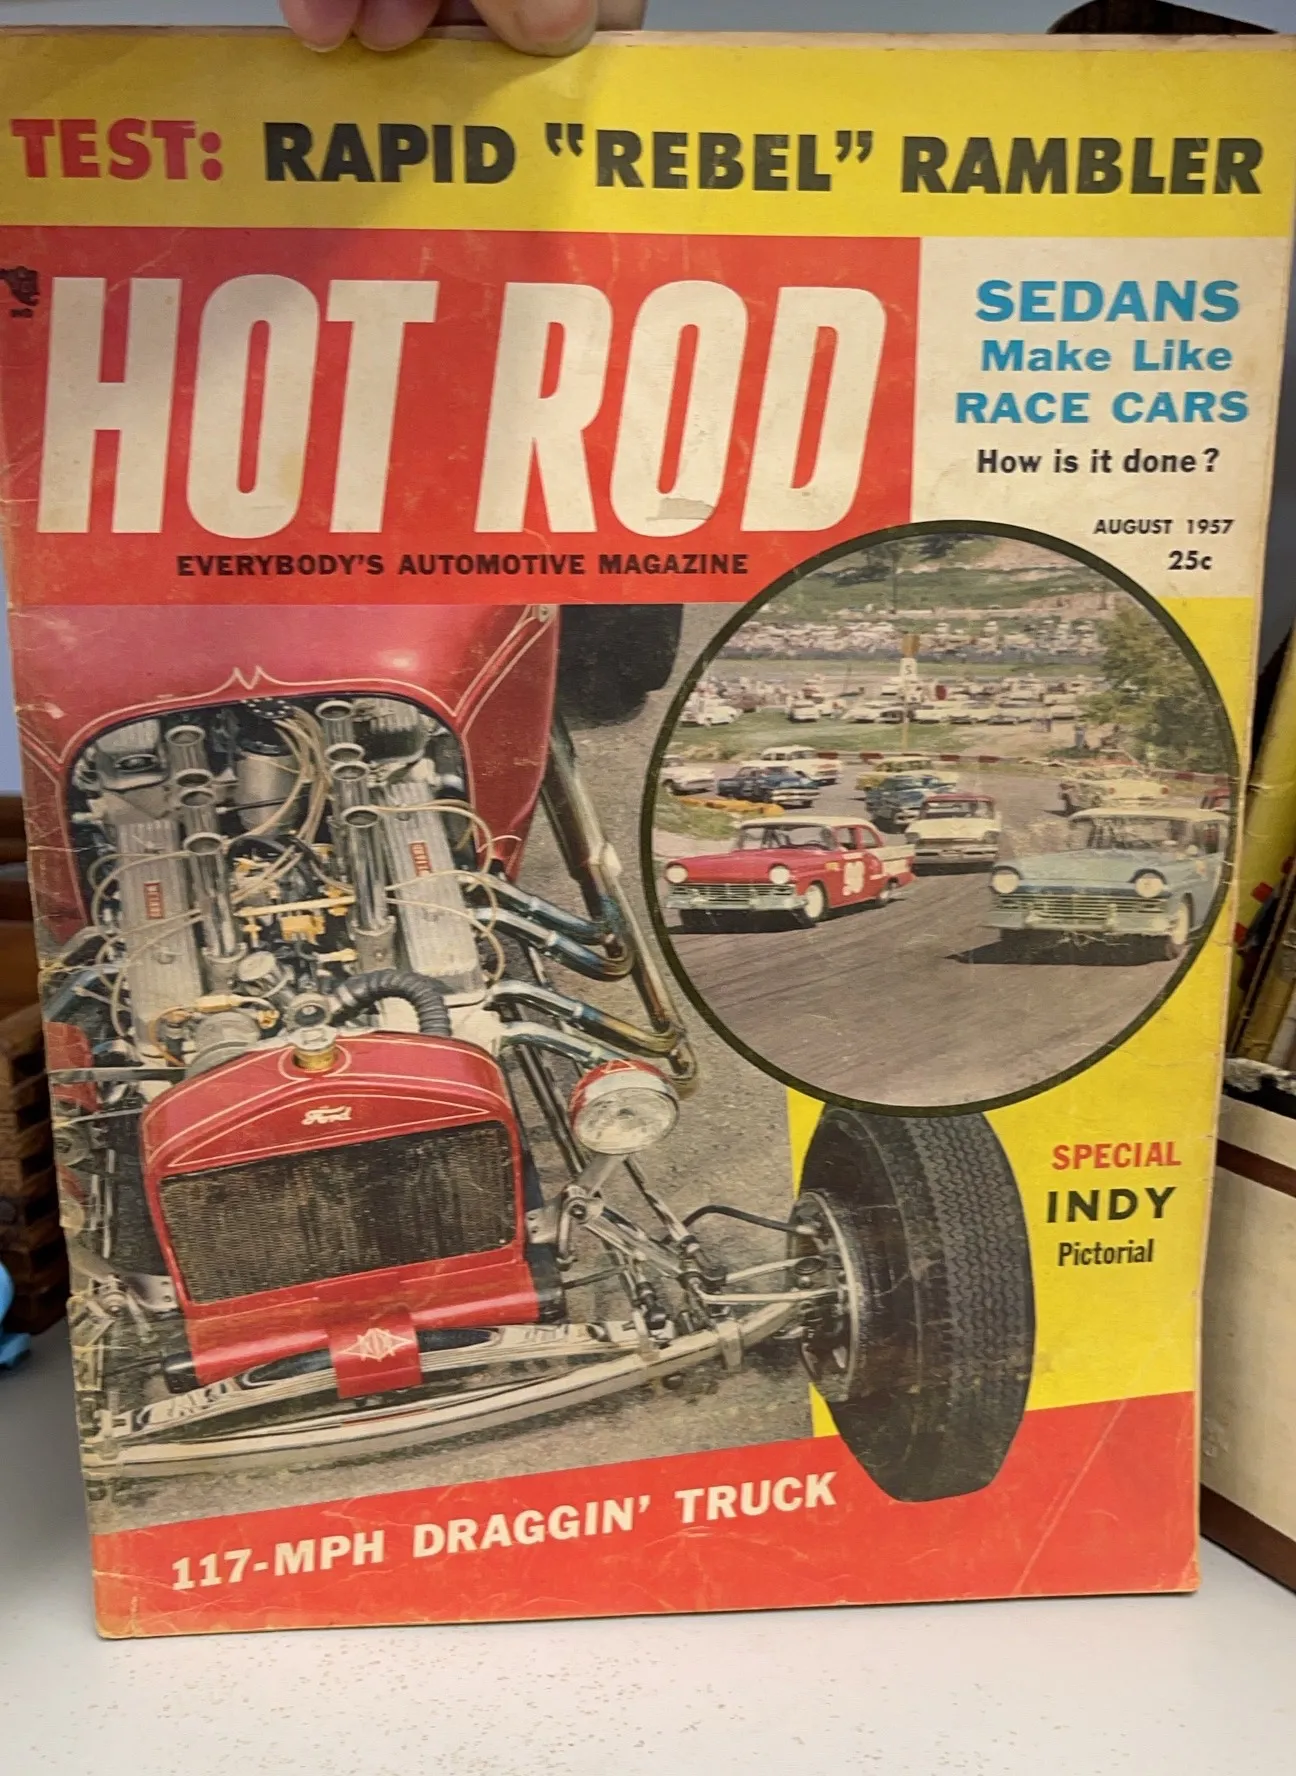 TEST: RAPID "REBEL" RAMBLER
HOT ROD
EVERYBODY'S AUTOMOTIVE MAGAZINE
SEDANS
Make Like
RACE CARS
How is it done?
AUGUST 1957
25c
S
98
Ford
SPECIAL
INDY
Pictorial
117-MPH DRAGGIN' TRUCK